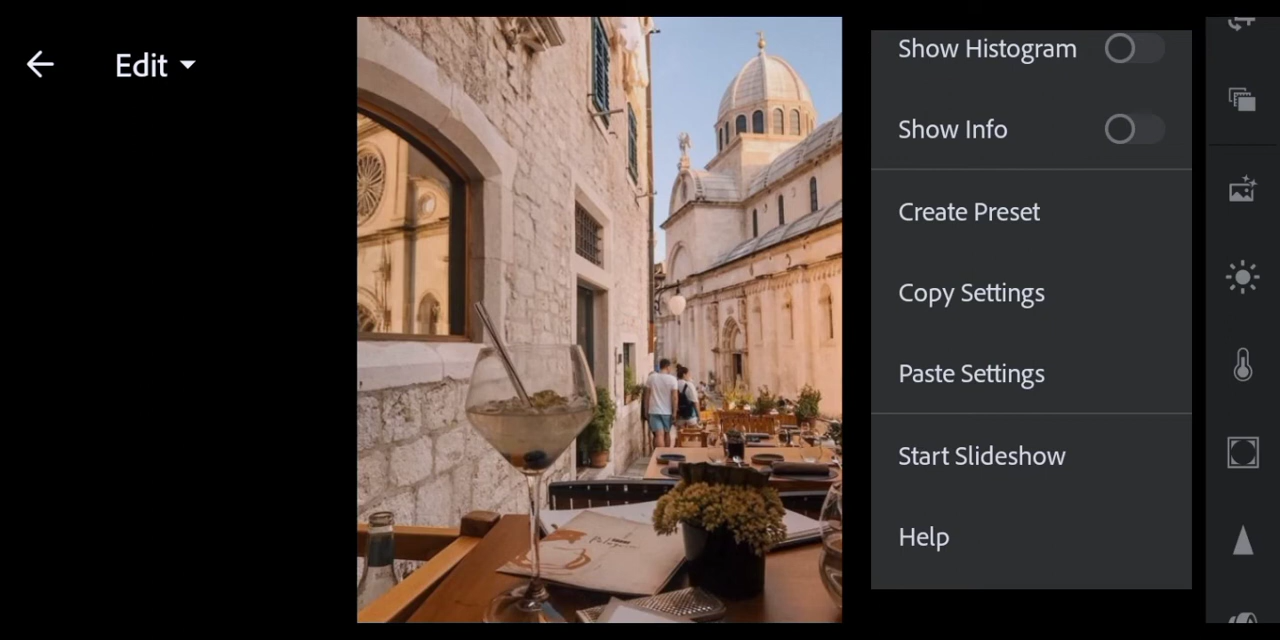 Edit
Show Histogram
Show Info
Create Preset
Copy Settings
Paste Settings
Start Slideshow
Help